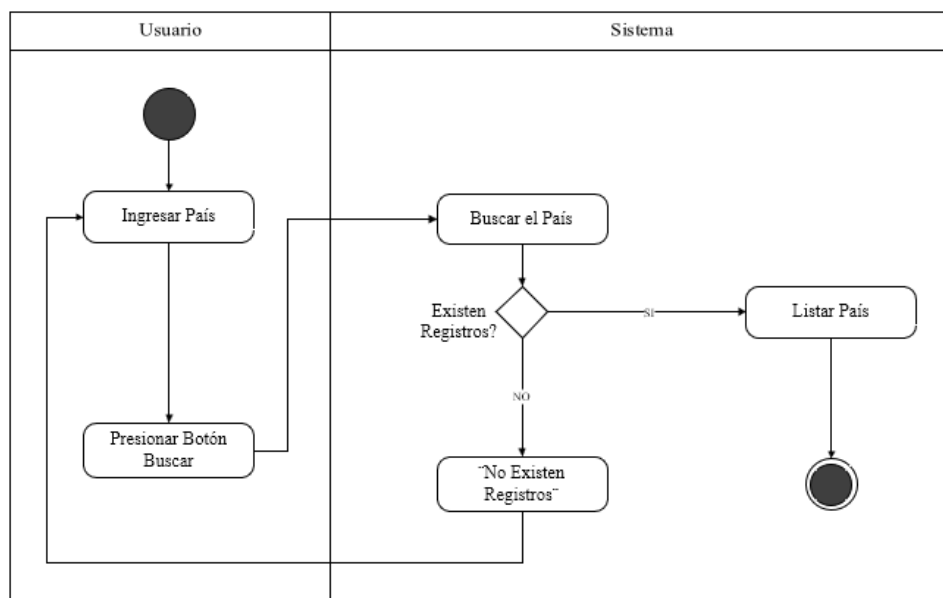 Usuario
Sistema
Ingresar País
Buscar el País
Existen
Registros?
SI
Listar País
NO
Presionar Botón
Buscar
¨No Existen
Registros¨